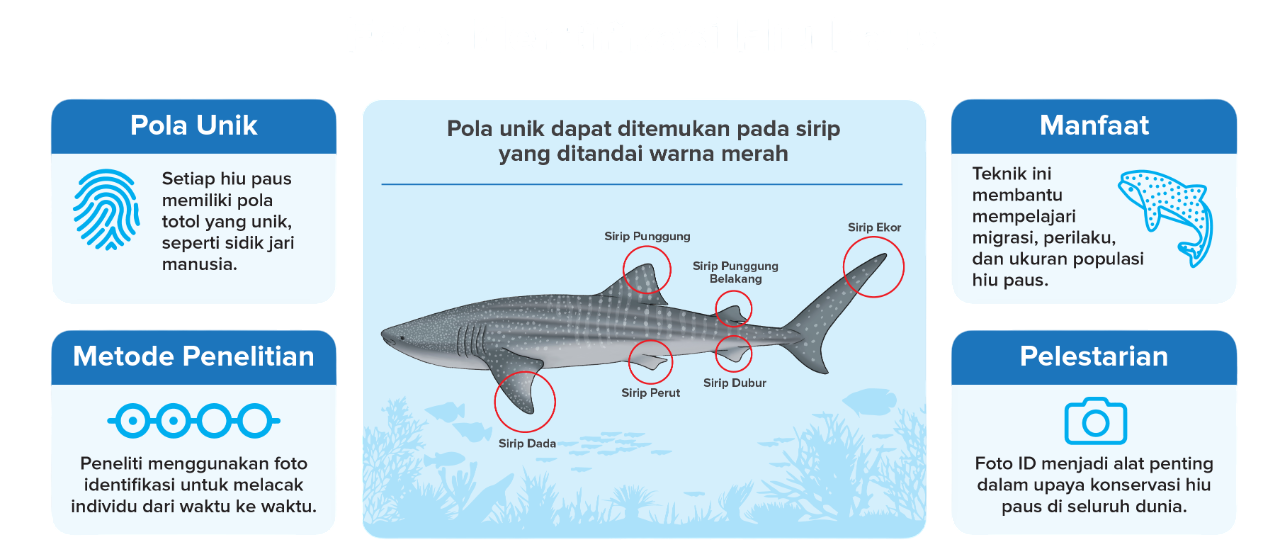 Pola Unik
Setiap hiu paus
memiliki pola
totol yang unik,
seperti sidik jari
manusia.
Metode Penelitian
Peneliti menggunakan foto
identifikasi untuk melacak
individu dari waktu ke waktu.
Pola unik dapat ditemukan pada sirip
yang ditandai warna merah
Sirip Punggung
Sirip Punggung
Belakang
Sirip Ekor
Sirip Dada
Sirip Perut
Sirip Dubur
Manfaat
Teknik ini
membantu
mempelajari
migrasi, perilaku,
dan ukuran populasi
hiu paus.
Pelestarian
Foto ID menjadi alat penting
dalam upaya konservasi hiu
paus di seluruh dunia.